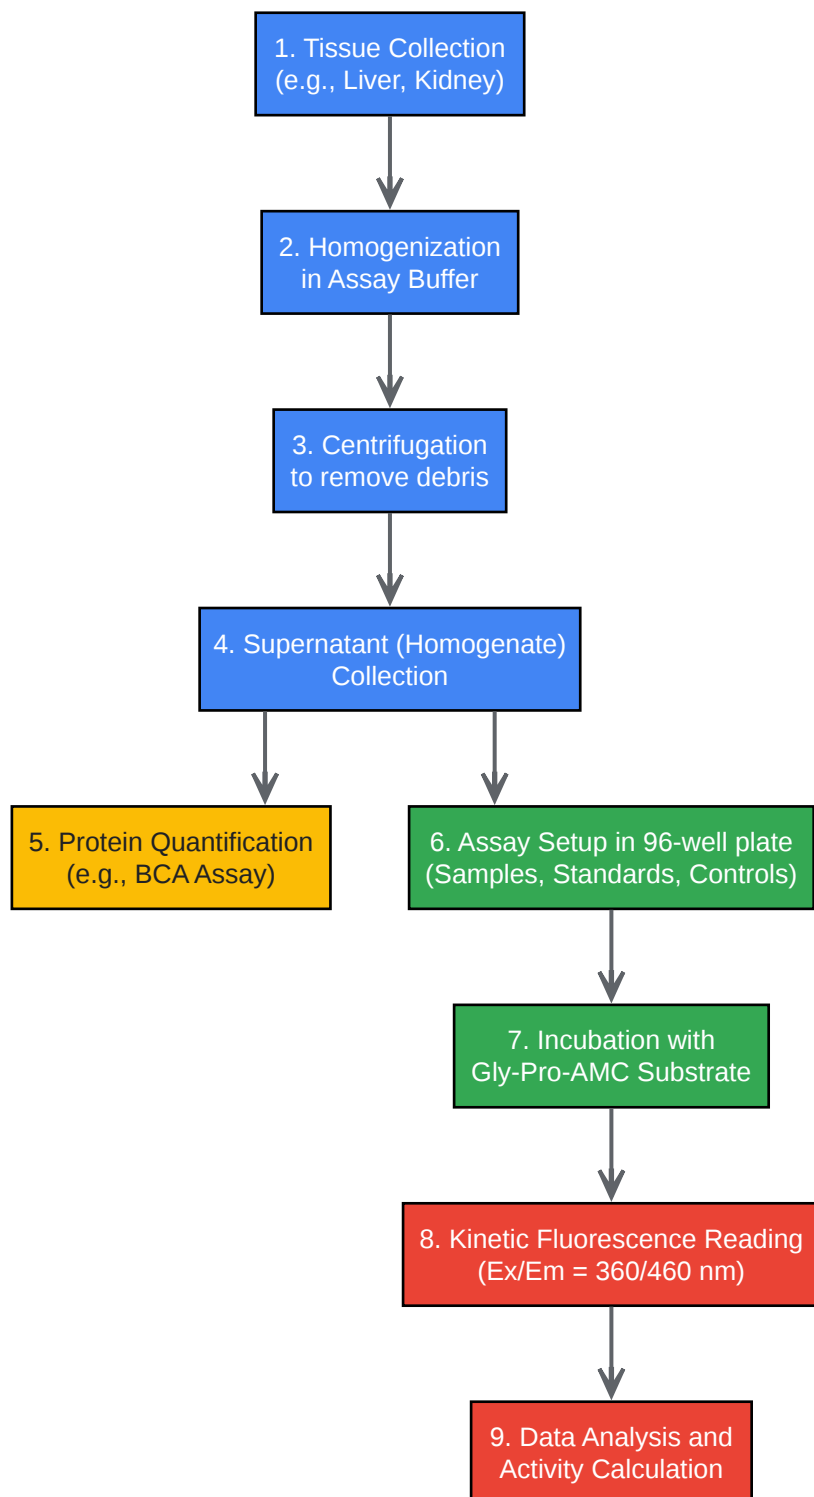 1. Tissue Collection
(e.g., Liver, Kidney)
2. Homogenization
in Assay Buffer
3. Centrifugation
to remove debris
4. Supernatant (Homogenate)
Collection
5. Protein Quantification
(e.g., BCA Assay)
6. Assay Setup in 96-well plate
(Samples, Standards, Controls)
7. Incubation with
Gly-Pro-AMC Substrate
8. Kinetic Fluorescence Reading
(Ex/Em = 360/460 nm)
9. Data Analysis and
Activity Calculation